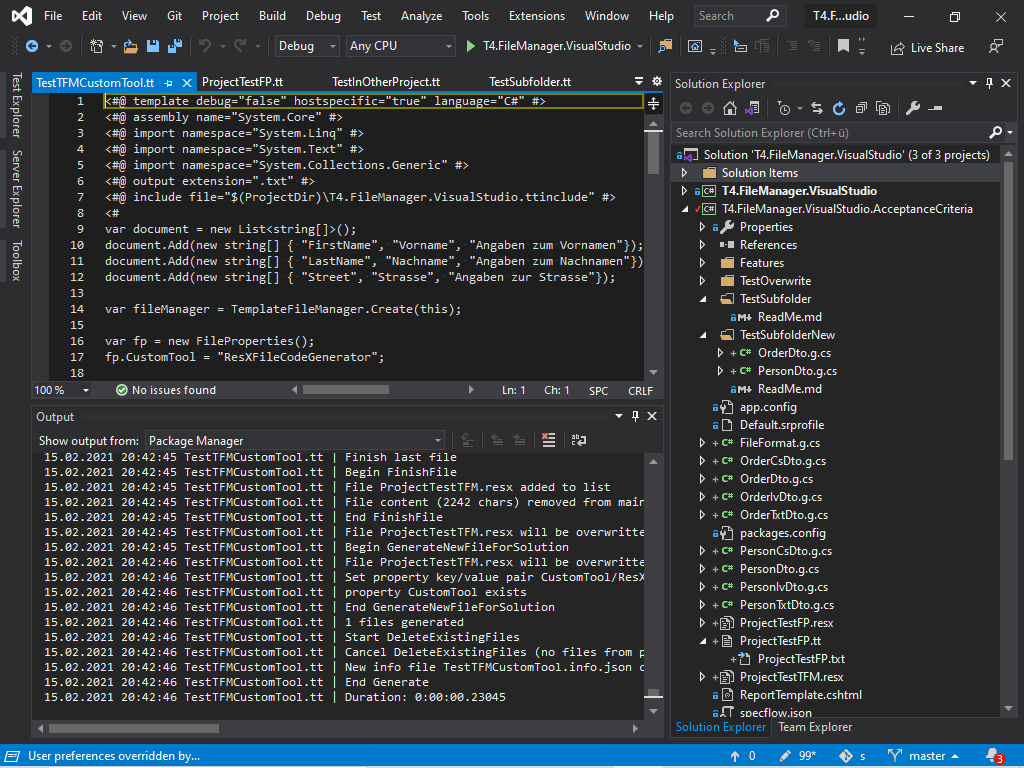 File Edit View Git Project Build Debug Test Analyze Tools Extensions Window Help Search T4.F...udio
Debug Any CPU T4.FileManager.VisualStudio Live Share
Test Explorer
Server Explorer
Toolbox
TestTFMCustomTool.tt ProjectTestFP.tt TestInOtherProject.tt TestSubfolder.tt
1 <#@ template debug="false" hostspecific="true" language="C#" #>
2 <#@ assembly name="System.Core" #>
3 <#@ import namespace="System.Linq" #>
4 <#@ import namespace="System.Text" #>
5 <#@ import namespace="System.Collections.Generic" #>
6 <#@ output extension=".txt" #>
7 <#@ include file="$(ProjectDir)\T4.FileManager.VisualStudio.ttinclude" #>
8 <#
9 var document = new List<string[]>();
10 document.Add(new string[] { "FirstName", "Vorname", "Angaben zum Vornamen"});
11 document.Add(new string[] { "LastName", "Nachname", "Angaben zum Nachnamen"})
12 document.Add(new string[] { "Street", "Strasse", "Angaben zur Strasse"});
13
14 var fileManager = TemplateFileManager.Create(this);
15
16 var fp = new FileProperties();
17 fp.CustomTool = "ResXFileCodeGenerator";
18
100 % No issues found Ln: 1 Ch: 1 SPC CRLF
Output
Show output from: Package Manager
15.02.2021 20:42:45 TestTFMCustomTool.tt | Finish last file
15.02.2021 20:42:45 TestTFMCustomTool.tt | Begin FinishFile
15.02.2021 20:42:45 TestTFMCustomTool.tt | File ProjectTestTFM.resx added to list
15.02.2021 20:42:45 TestTFMCustomTool.tt | File content (2242 chars) removed from main
15.02.2021 20:42:45 TestTFMCustomTool.tt | End FinishFile
15.02.2021 20:42:45 TestTFMCustomTool.tt | File ProjectTestTFM.resx will be overwritte
15.02.2021 20:42:45 TestTFMCustomTool.tt | Begin GenerateNewFileForSolution
15.02.2021 20:42:46 TestTFMCustomTool.tt | File ProjectTestTFM.resx will be overwritte
15.02.2021 20:42:46 TestTFMCustomTool.tt | Set property key/value pair CustomTool/ResX
15.02.2021 20:42:46 TestTFMCustomTool.tt | property CustomTool exists
15.02.2021 20:42:46 TestTFMCustomTool.tt | End GenerateNewFileForSolution
15.02.2021 20:42:46 TestTFMCustomTool.tt | 1 files generated
15.02.2021 20:42:46 TestTFMCustomTool.tt | Start DeleteExistingFiles
15.02.2021 20:42:46 TestTFMCustomTool.tt | Cancel DeleteExistingFiles (no files from p
15.02.2021 20:42:46 TestTFMCustomTool.tt | New info file TestTFMCustomTool.info.json c
15.02.2021 20:42:46 TestTFMCustomTool.tt | End Generate
15.02.2021 20:42:46 TestTFMCustomTool.tt | Duration: 0:00:00.23045
Solution Explorer
Search Solution Explorer (Ctrl+ü)
Solution 'T4.FileManager.VisualStudio' (3 of 3 projects)
Solution Items
C# T4.FileManager.VisualStudio
C# T4.FileManager.VisualStudio.AcceptanceCriteria
Properties
References
Features
TestOverwrite
TestSubfolder
M+ ReadMe.md
TestSubfolderNew
+ C# OrderDto.g.cs
+ C# PersonDto.g.cs
M+ ReadMe.md
app.config
Default.srprofile
+ C# FileFormat.g.cs
+ C# OrderCsDto.g.cs
+ C# OrderDto.g.cs
+ C# OrderIvDto.g.cs
+ C# OrderTxtDto.g.cs
packages.config
+ C# PersonCsDto.g.cs
+ C# PersonDto.g.cs
+ C# PersonIvDto.g.cs
+ C# PersonTxtDto.g.cs
+ ProjectTestFP.resx
+ ProjectTestFP.tt
+ ProjectTestFP.txt
+ ProjectTestTFM.resx
ReportTemplate.cshtml
specflow.json
Solution Explorer Team Explorer
User preferences overridden by... 0 99* s master 3